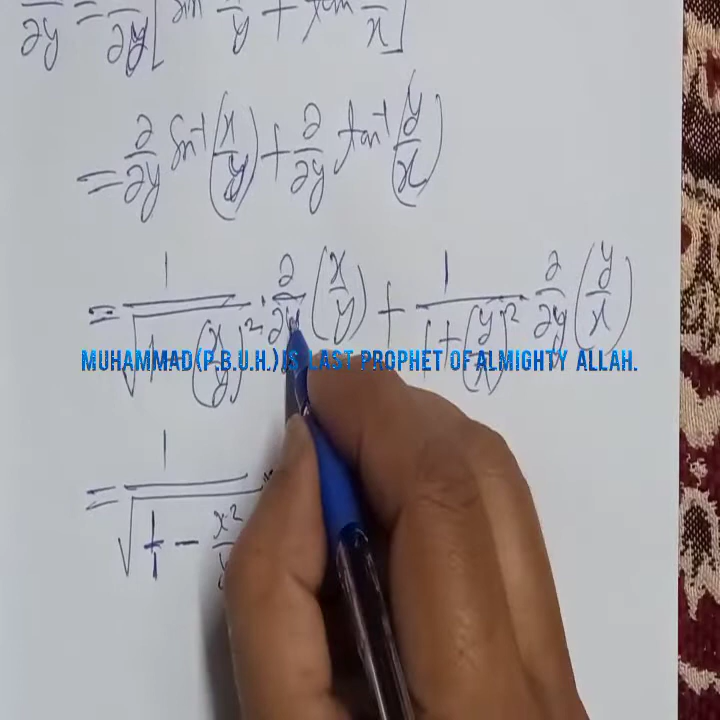 ∂/∂y = ∂/∂y [sin⁻¹ x/y + tan⁻¹ y/x]
= ∂/∂y sin⁻¹(x/y) + ∂/∂y tan⁻¹(y/x)
= 1/√(1-(x/y)²) · ∂/∂y (x/y) + 1/(1+(y/x)²) ∂/∂y (y/x)
MUHAMMAD(P.B.U.H.)IS LAST PROPHET OF ALMIGHTY ALLAH.
= 1/√(1/1 - x²/y